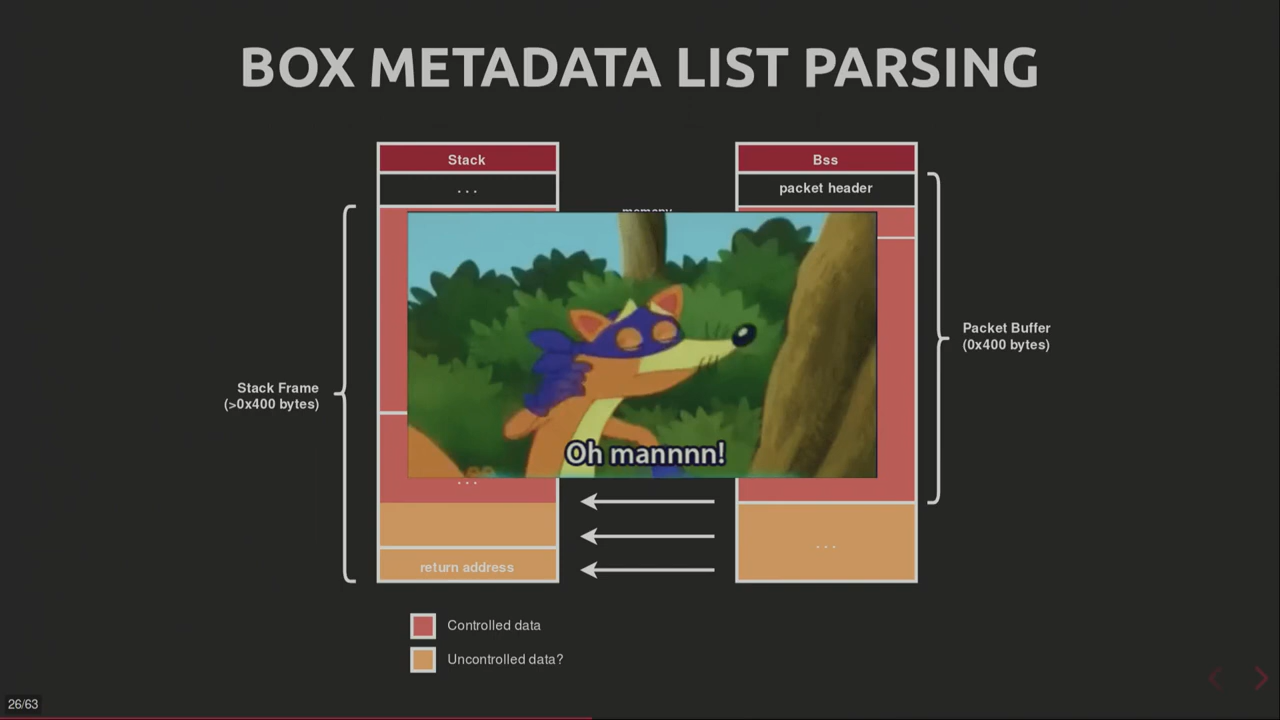 BOX METADATA LIST PARSING
Stack
...
Bss
packet header
Stack Frame
(>0x400 bytes)
Oh mannnn!
Packet Buffer
(0x400 bytes)
...
return address
...
Controlled data
Uncontrolled data?
26/63